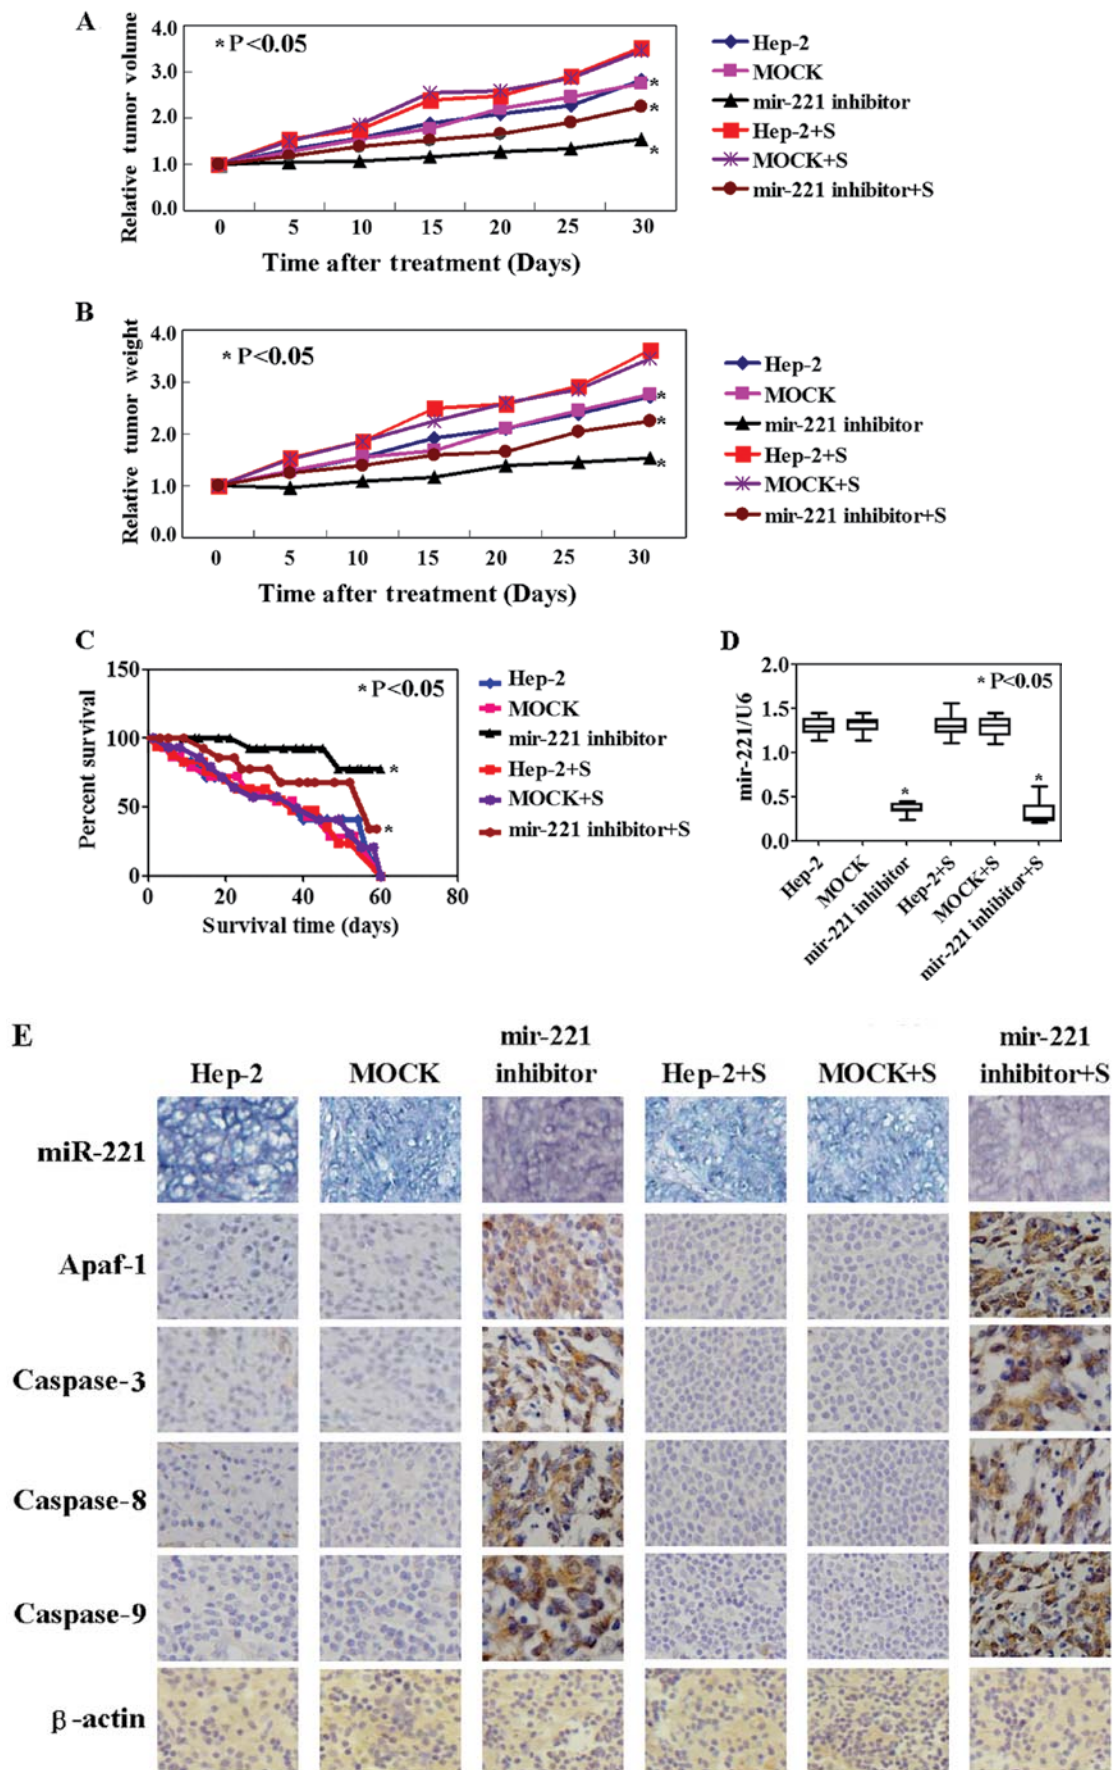 A
* P<0.05
Relative tumor volume
4.0
3.0
2.0
1.0
0.0
0 5 10 15 20 25 30
Time after treatment (Days)
*
*
*
Hep-2
MOCK
mir-221 inhibitor
Hep-2+S
MOCK+S
mir-221 inhibitor+S
B
* P<0.05
Relative tumor weight
4.0
3.0
2.0
1.0
0.0
0 5 10 15 20 25 30
Time after treatment (Days)
*
*
*
Hep-2
MOCK
mir-221 inhibitor
Hep-2+S
MOCK+S
mir-221 inhibitor+S
C
* P<0.05
Percent survival
150
100
50
0
0 20 40 60 80
Survival time (days)
*
*
Hep-2
MOCK
mir-221 inhibitor
Hep-2+S
MOCK+S
mir-221 inhibitor+S
D
* P<0.05
mir-221/U6
2.0
1.5
1.0
0.5
0.0
*
*
Hep-2
MOCK
mir-221 inhibitor
Hep-2+S
MOCK+S
mir-221 inhibitor+S
E
Hep-2
MOCK
mir-221
inhibitor
Hep-2+S
MOCK+S
mir-221
inhibitor+S
miR-221
Apaf-1
Caspase-3
Caspase-8
Caspase-9
β-actin